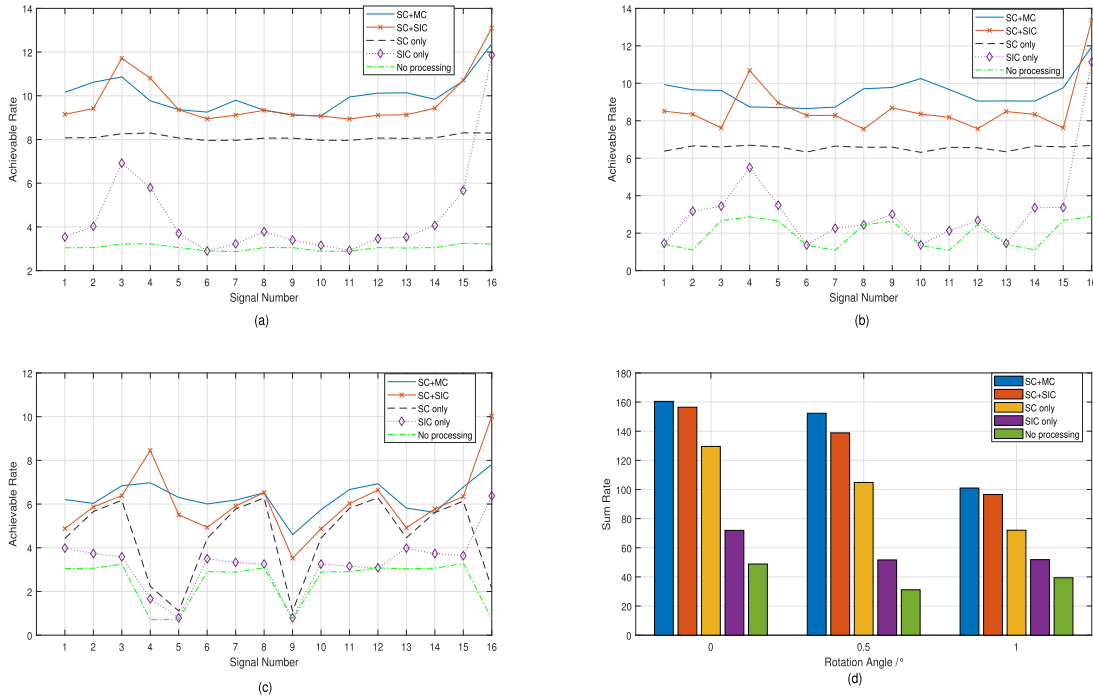 14
12
10
8
6
4
2
Achievable Rate
SC+MC
SC+SIC
SC only
SIC only
No processing
1 2 3 4 5 6 7 8 9 10 11 12 13 14 15 16
Signal Number
(a)
14
12
10
8
6
4
2
0
Achievable Rate
SC+MC
SC+SIC
SC only
SIC only
No processing
1 2 3 4 5 6 7 8 9 10 11 12 13 14 15 16
Signal Number
(b)
12
10
8
6
4
2
0
Achievable Rate
SC+MC
SC+SIC
SC only
SIC only
No processing
1 2 3 4 5 6 7 8 9 10 11 12 13 14 15 16
Signal Number
(c)
180
160
140
120
100
80
60
40
20
0
Sum Rate
SC+MC
SC+SIC
SC only
SIC only
No processing
0 0.5 1
Rotation Angle /°
(d)